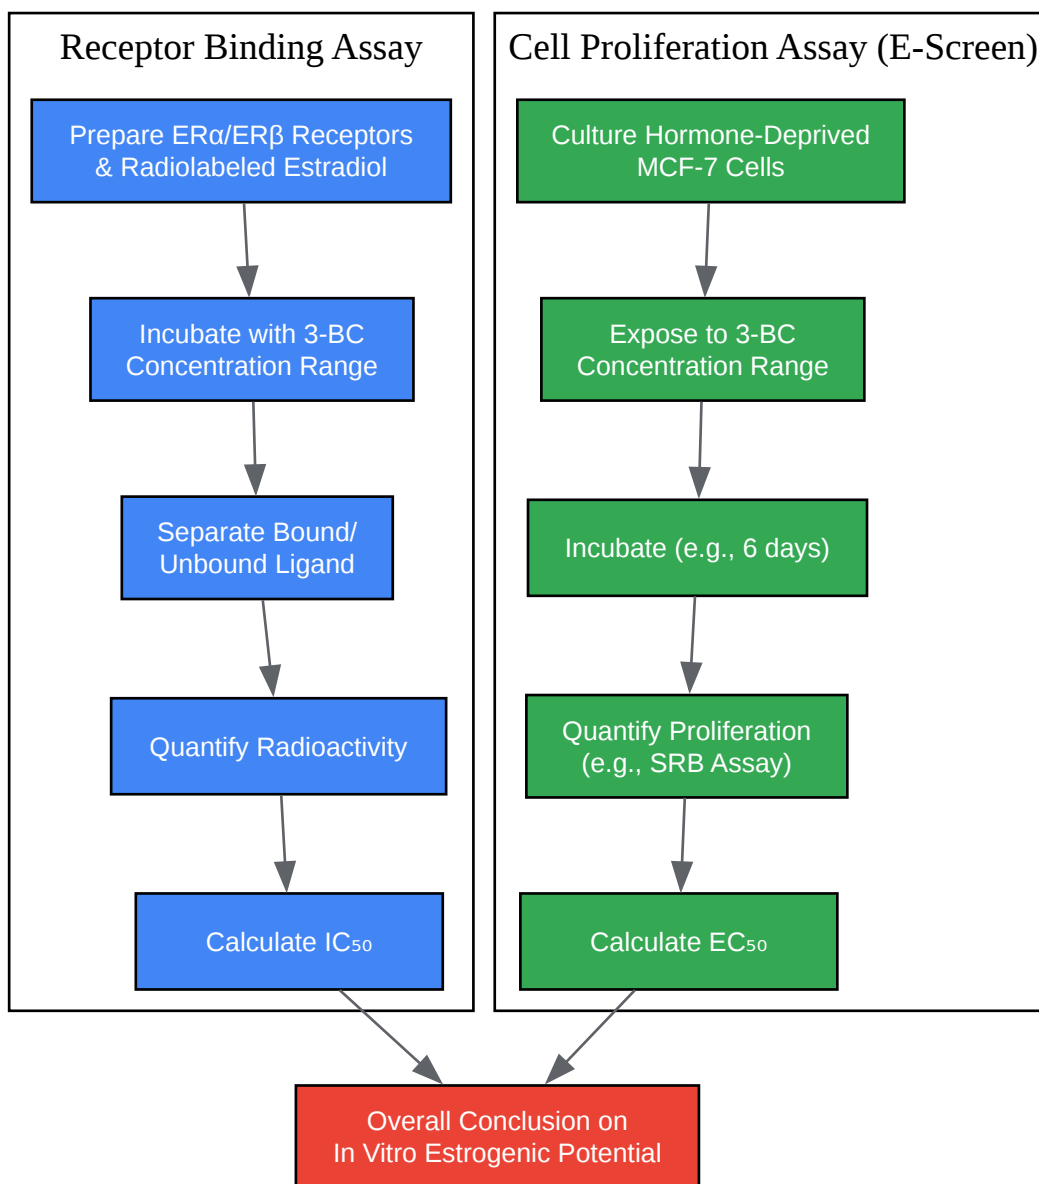 Receptor Binding Assay
Prepare ERα/ERβ Receptors
& Radiolabeled Estradiol
Incubate with 3-BC
Concentration Range
Separate Bound/
Unbound Ligand
Quantify Radioactivity
Calculate IC₅₀
Cell Proliferation Assay (E-Screen)
Culture Hormone-Deprived
MCF-7 Cells
Expose to 3-BC
Concentration Range
Incubate (e.g., 6 days)
Quantify Proliferation
(e.g., SRB Assay)
Calculate EC₅₀
Overall Conclusion on
In Vitro Estrogenic Potential